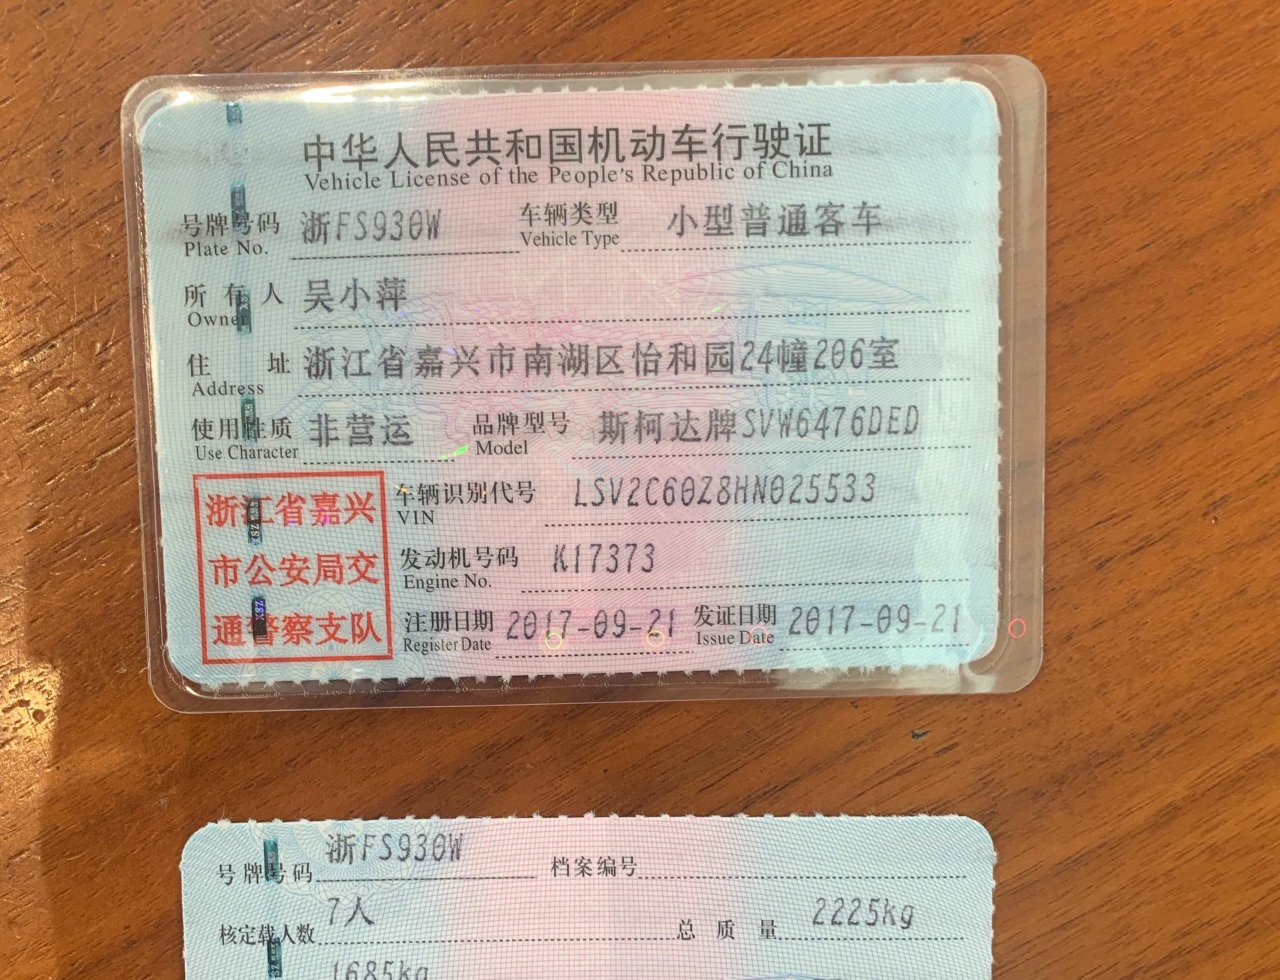 中华人民共和国机动车行驶证
Vehicle License of the People's Republic of China
号牌号码 浙FS930W 车辆类型 小型普通客车
Plate No. Vehicle Type
所有人 吴小萍
Owner
住址 浙江省嘉兴市南湖区怡和园24幢206室
Address
使用性质 非营运 品牌型号 斯柯达牌SVW6476DED
Use Character Model
浙江省嘉兴
市公安局交
通警察支队
车辆识别代号 LSV2C60Z8HN025533
VIN
发动机号码 K17373
Engine No.
注册日期 2017-09-21 发证日期 2017-09-21
Register Date Issue Date
号牌号码 浙FS930W 档案编号
核定载人数 7人 总质量 2225kg
1685kg